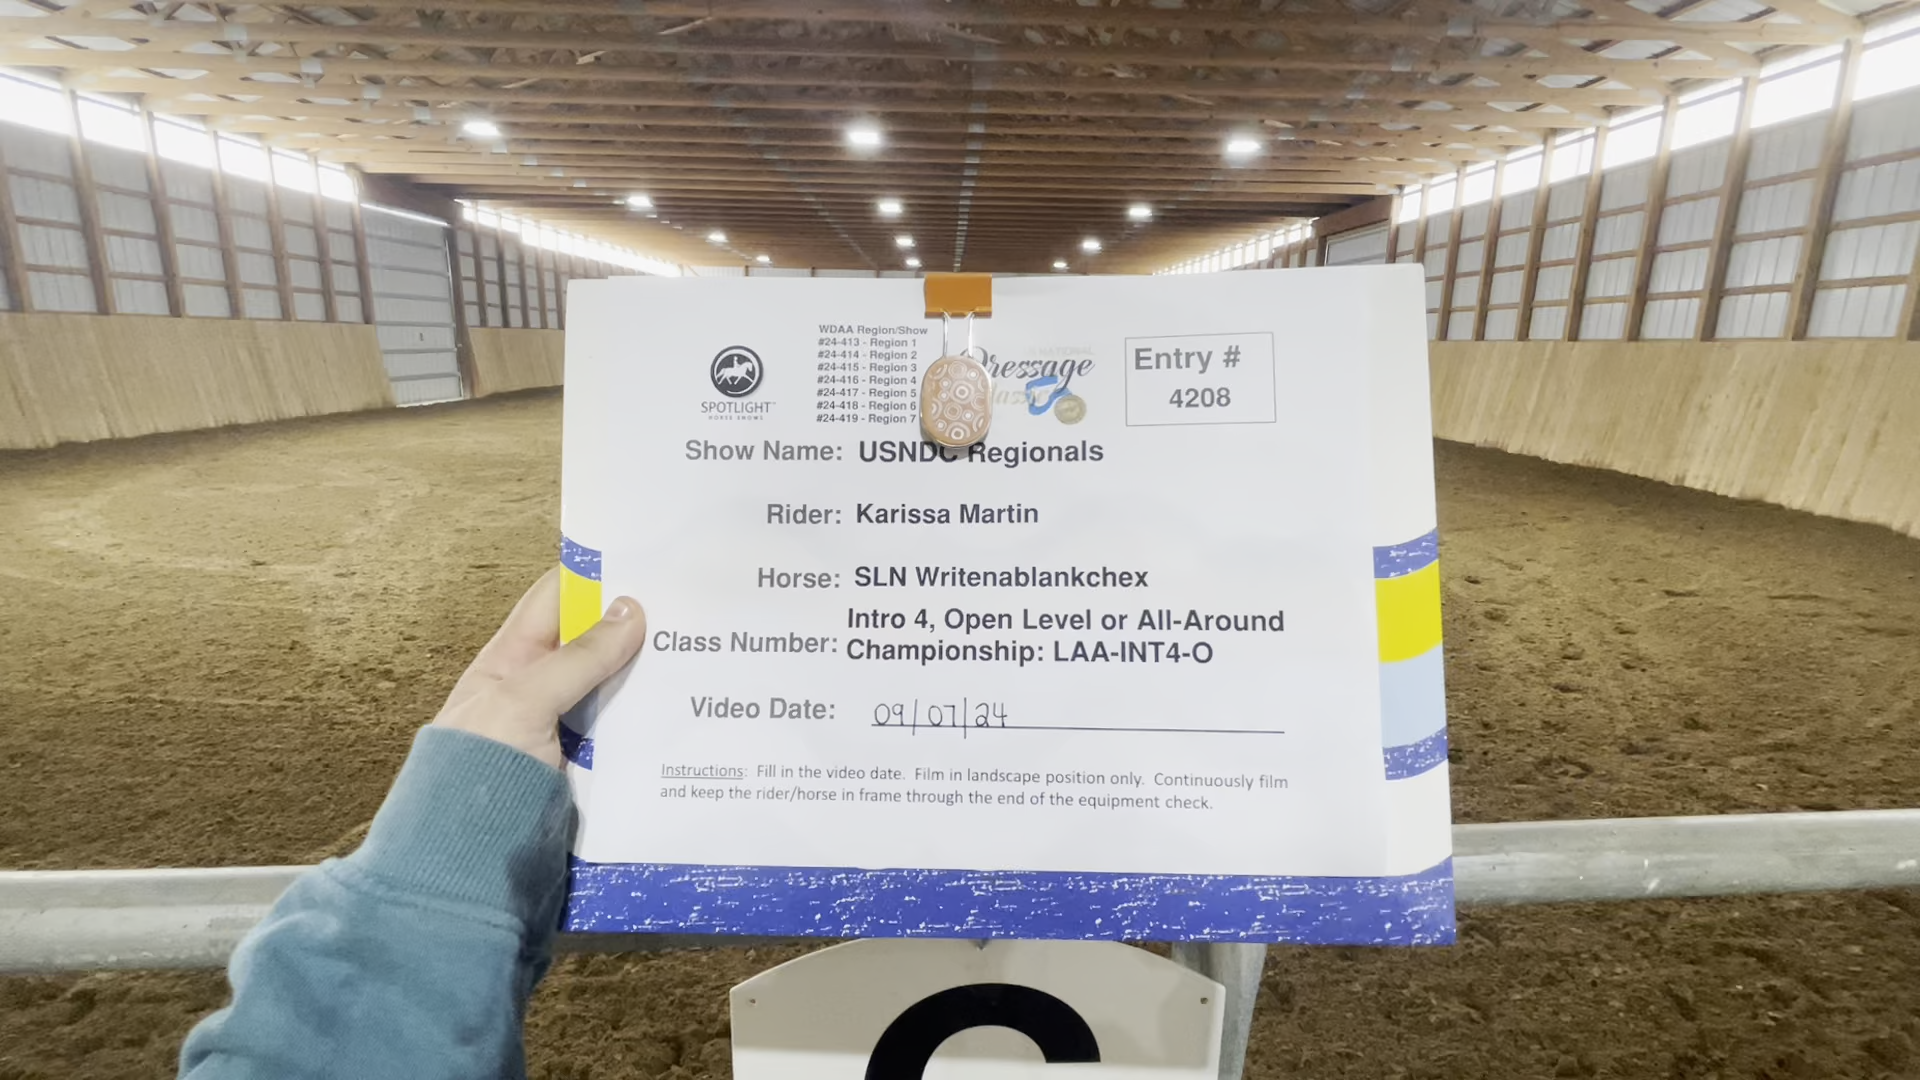 SPOTLIGHT
HORSE SHOWS
WDAA Region/Show
#24-413 - Region 1
#24-414 - Region 2
#24-415 - Region 3
#24-416 - Region 4
#24-417 - Region 5
#24-418 - Region 6
#24-419 - Region 7
NATIONAL
Dressage
Entry #
4208
Show Name: USNDC Regionals
Rider: Karissa Martin
Horse: SLN Writenablankchex
Class Number: Intro 4, Open Level or All-Around
Championship: LAA-INT4-O
Video Date: 09/07/24
Instructions: Fill in the video date. Film in landscape position only. Continuously film
and keep the rider/horse in frame through the end of the equipment check.
C